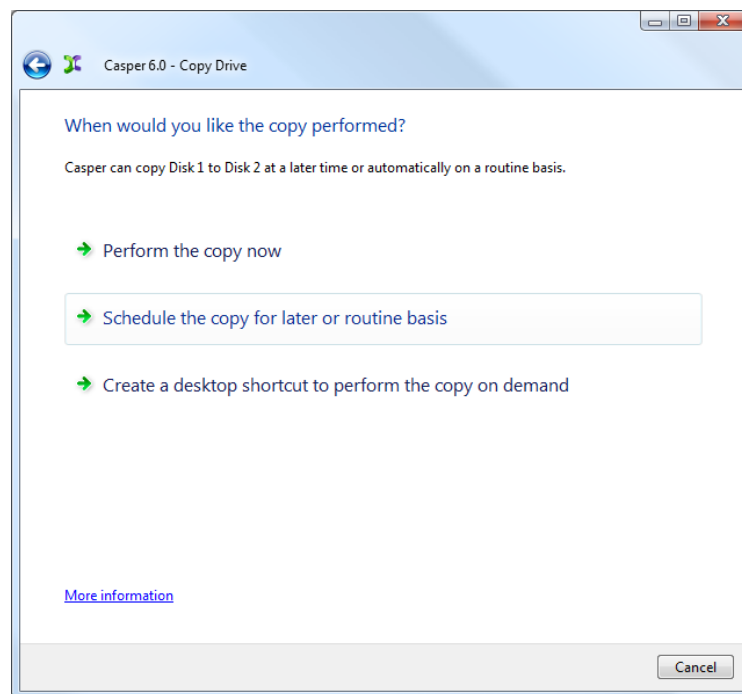 Casper 6.0 - Copy Drive
When would you like the copy performed?
Casper can copy Disk 1 to Disk 2 at a later time or automatically on a routine basis.
Perform the copy now
Schedule the copy for later or routine basis
Create a desktop shortcut to perform the copy on demand
More information
Cancel